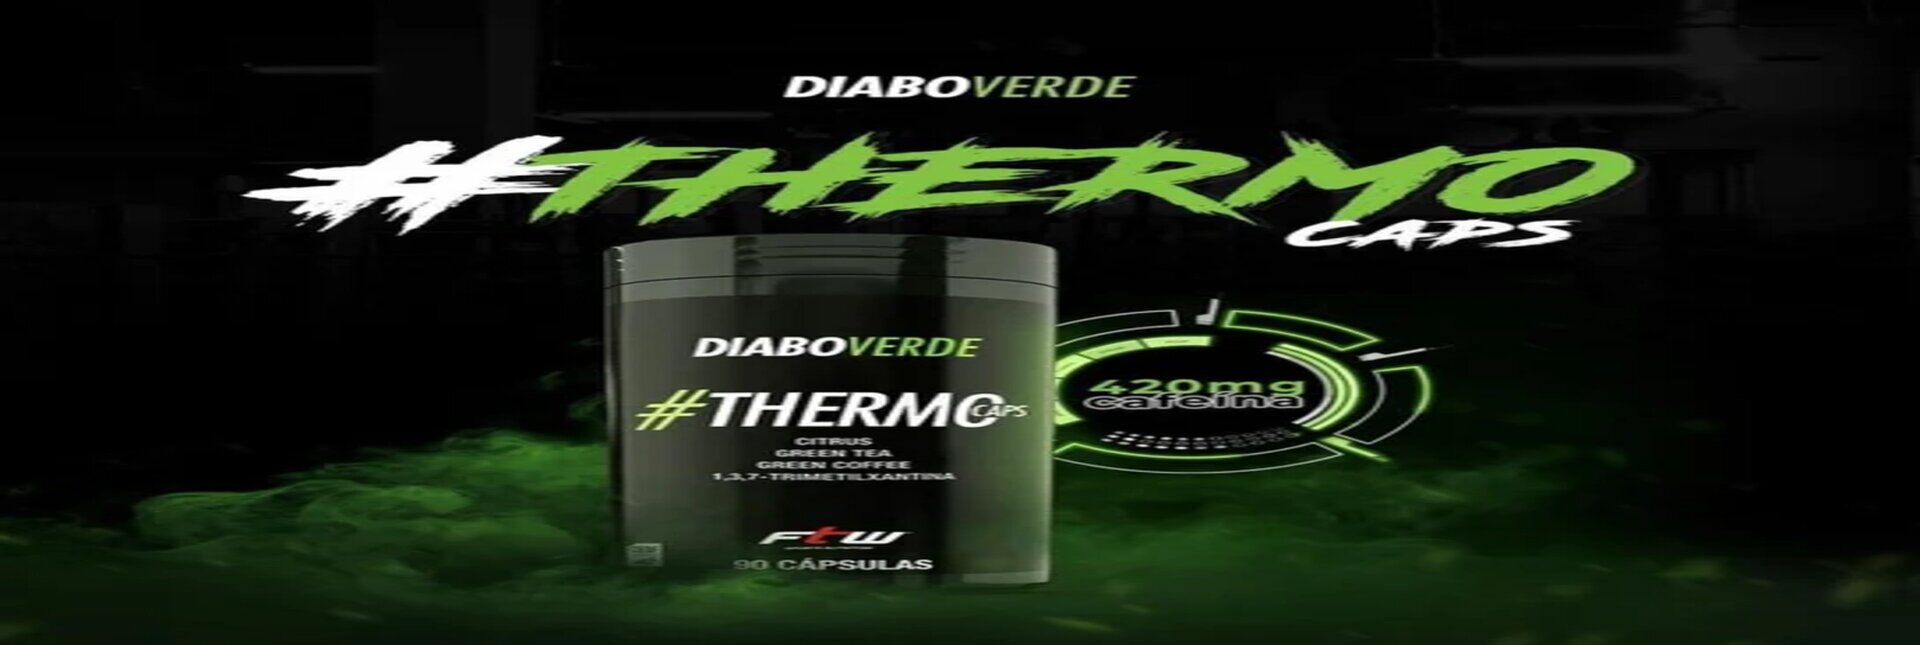 DIABOVERDE
#THERMO
CAPS
DIABOVERDE
#THERMO CAPS
CITRUS
GREEN TEA
GREEN COFFEE
1,3,7-TRIMETILXANTINA
FTW
90 CÁPSULAS
420mg
cafeína